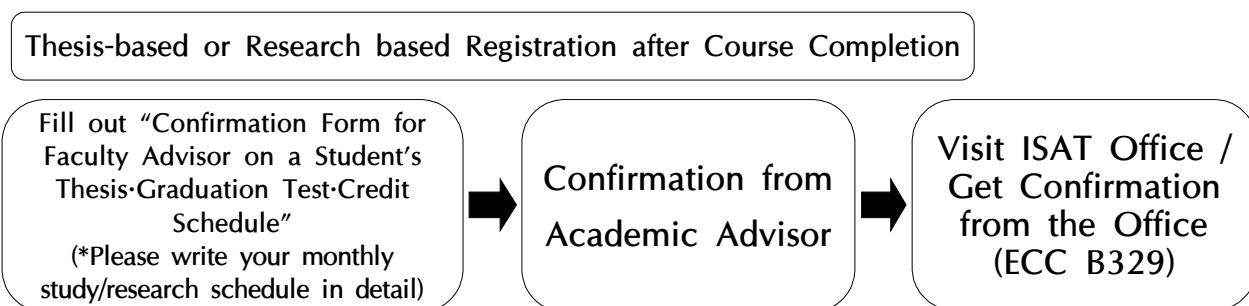 Thesis-based or Research based Registration after Course Completion
Fill out “Confirmation Form for
Faculty Advisor on a Student’s
Thesis·Graduation Test·Credit
Schedule”
(*Please write your monthly
study/research schedule in detail)
Confirmation from
Academic Advisor
Visit ISAT Office /
Get Confirmation
from the Office
(ECC B329)